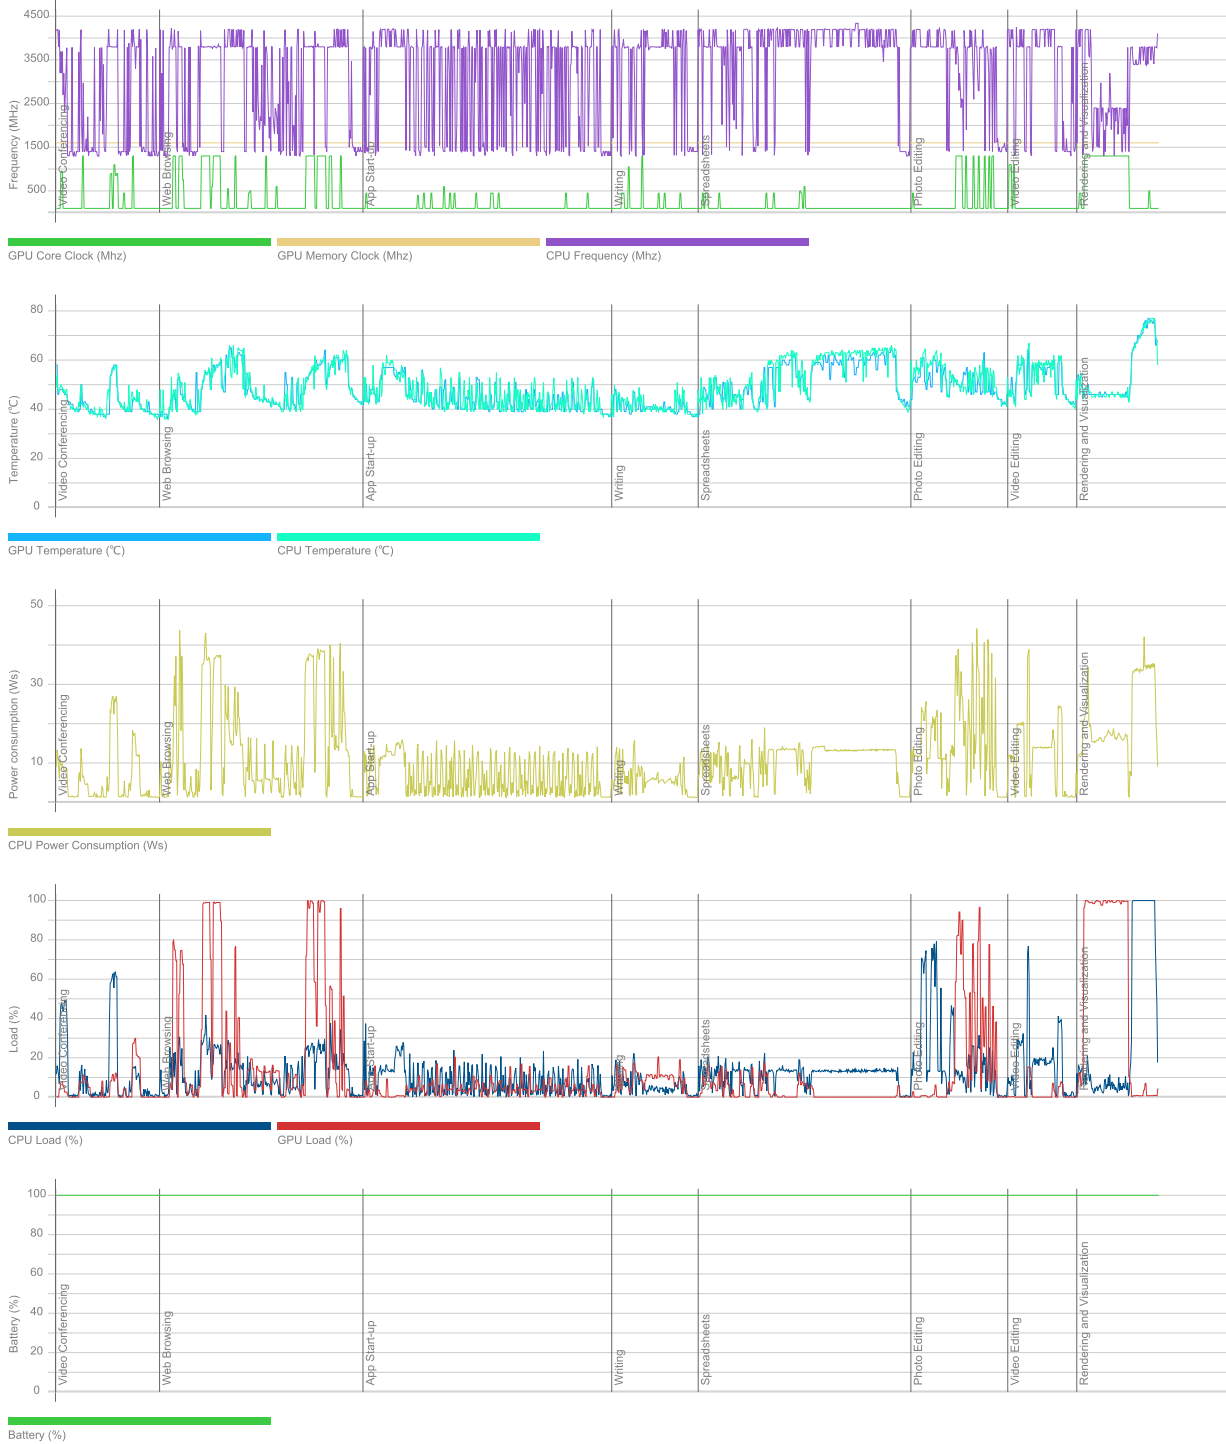 4500
3500
2500
1500
500
Frequency (MHz)
Video Conferencing
Web Browsing
App Start-up
Writing
Spreadsheets
Photo Editing
Video Editing
Rendering and Visualization
GPU Core Clock (Mhz)
GPU Memory Clock (Mhz)
CPU Frequency (Mhz)
80
60
40
20
0
Temperature (℃)
Video Conferencing
Web Browsing
App Start-up
Writing
Spreadsheets
Photo Editing
Video Editing
Rendering and Visualization
GPU Temperature (℃)
CPU Temperature (℃)
50
30
10
Power consumption (Ws)
Video Conferencing
Web Browsing
App Start-up
Writing
Spreadsheets
Photo Editing
Video Editing
Rendering and Visualization
CPU Power Consumption (Ws)
100
80
60
40
20
0
Load (%)
Video Conferencing
Web Browsing
App Start-up
Writing
Spreadsheets
Photo Editing
Video Editing
Rendering and Visualization
CPU Load (%)
GPU Load (%)
100
80
60
40
20
0
Battery (%)
Video Conferencing
Web Browsing
App Start-up
Writing
Spreadsheets
Photo Editing
Video Editing
Rendering and Visualization
Battery (%)